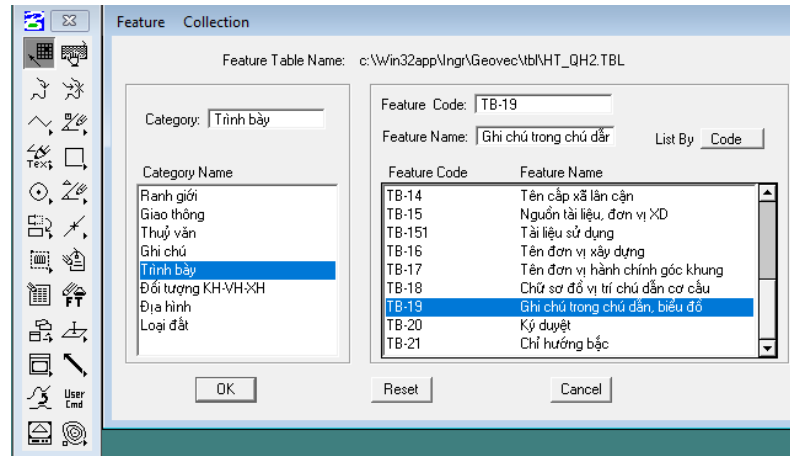 Feature Collection
Feature Table Name: c:\Win32app\Ingr\Geovec\tbl\HT_QH2.TBL
Category: Trình bày
Category Name
Ranh giới
Giao thông
Thuỷ văn
Ghi chú
Trình bày
Đối tượng KH-VH-XH
Địa hình
Loại đất
Feature Code: TB-19
Feature Name: Ghi chú trong chú dẫn
List By Code
Feature Code Feature Name
TB-14 Tên cấp xã lân cận
TB-15 Nguồn tài liệu, đơn vị XD
TB-151 Tài liệu sử dụng
TB-16 Tên đơn vị xây dựng
TB-17 Tên đơn vị hành chính góc khung
TB-18 Chữ sơ đồ vị trí chú dẫn cơ cấu
TB-19 Ghi chú trong chú dẫn, biểu đồ
TB-20 Ký duyệt
TB-21 Chỉ hướng bắc
OK Reset Cancel
Text
FT
User
Cmd